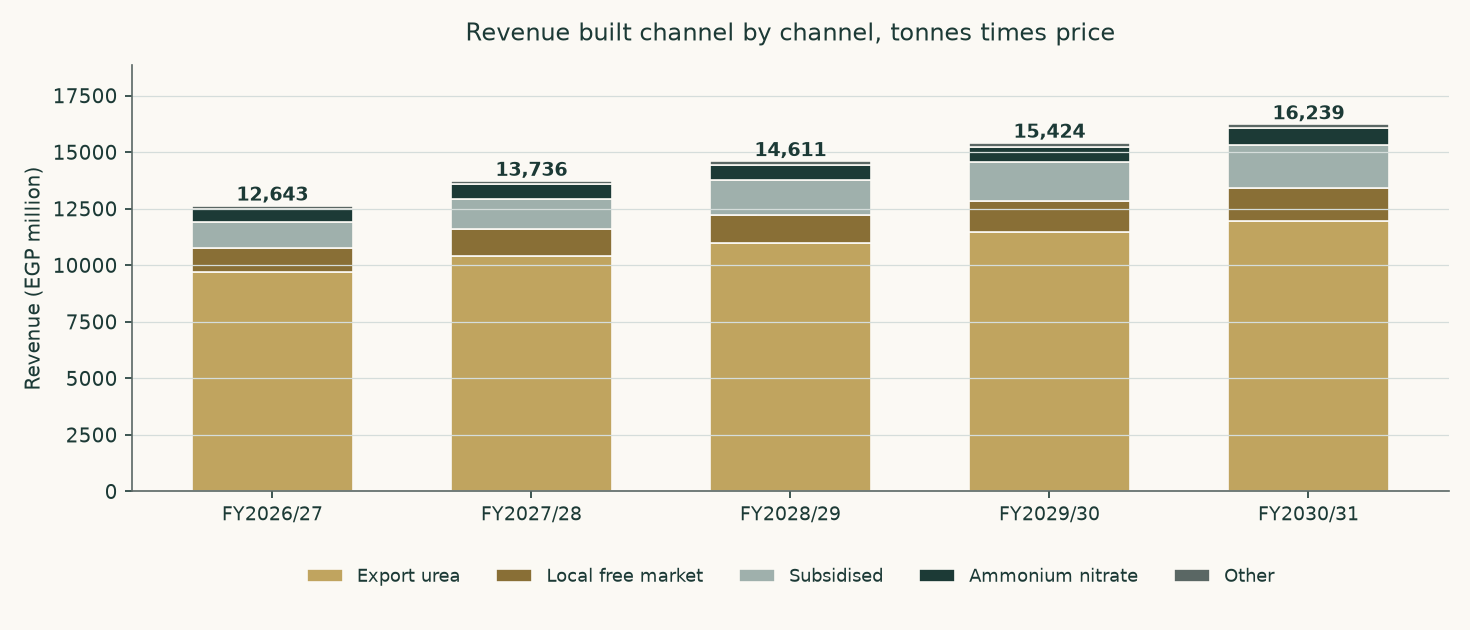 Revenue built channel by channel, tonnes times price
Revenue (EGP million)
17500
15000
12500
10000
7500
5000
2500
0
12,643
13,736
14,611
15,424
16,239
FY2026/27
FY2027/28
FY2028/29
FY2029/30
FY2030/31
Export urea
Local free market
Subsidised
Ammonium nitrate
Other